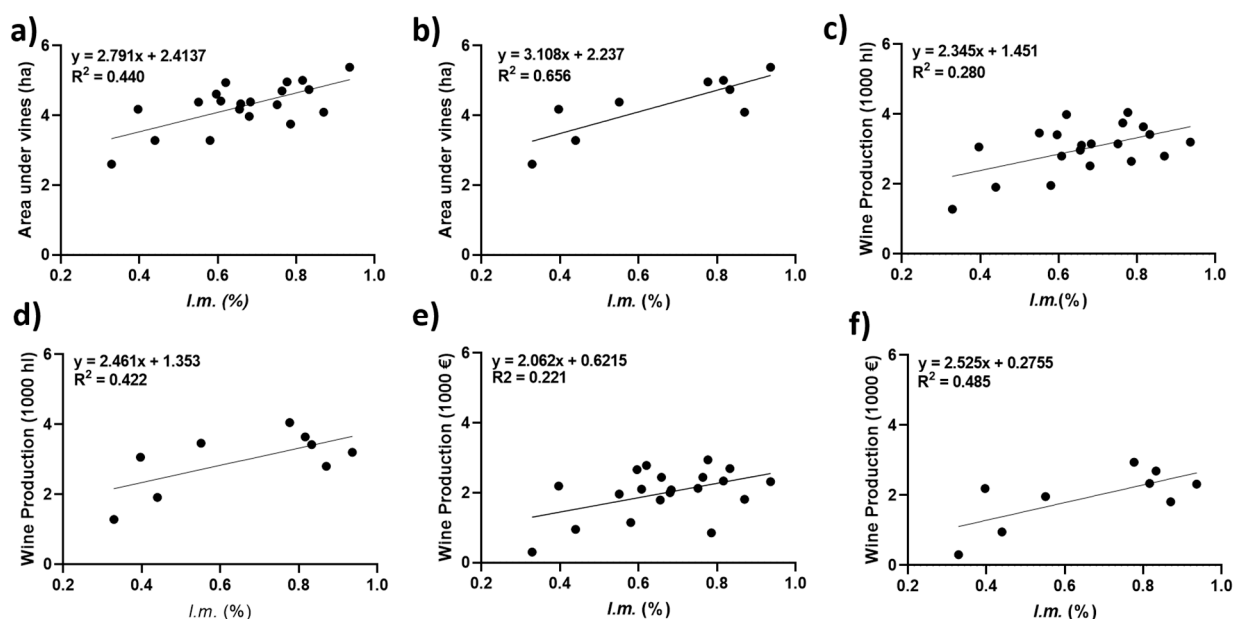 a)
y = 2.791x + 2.4137
R² = 0.440
Area under vines (ha)
6
4
2
0
0.2 0.4 0.6 0.8 1.0
I.m. (%)
b)
y = 3.108x + 2.237
R² = 0.656
Area under vines (ha)
6
4
2
0
0.2 0.4 0.6 0.8 1.0
I.m. (%)
c)
y = 2.345x + 1.451
R² = 0.280
Wine Production (1000 hl)
6
4
2
0
0.2 0.4 0.6 0.8 1.0
I.m.(%)
d)
y = 2.461x + 1.353
R² = 0.422
Wine Production (1000 hl)
6
4
2
0
0.2 0.4 0.6 0.8 1.0
I.m. (%)
e)
y = 2.062x + 0.6215
R2 = 0.221
Wine Production (1000 €)
6
4
2
0
0.2 0.4 0.6 0.8 1.0
I.m. (%)
f)
y = 2.525x + 0.2755
R² = 0.485
Wine Production (1000 €)
6
4
2
0
0.2 0.4 0.6 0.8 1.0
I.m. (%)